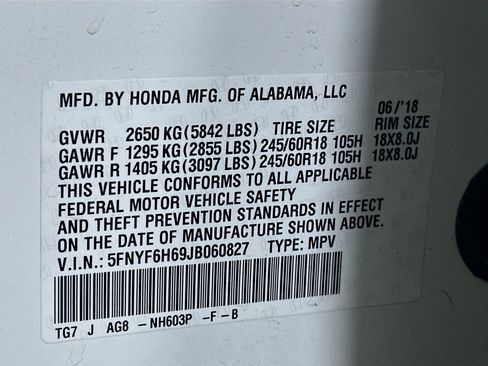 MFD. BY HONDA MFG. OF ALABAMA, LLC
06/'18
GVWR 2650 KG(5842 LBS) TIRE SIZE RIM SIZE
GAWR F 1295 KG(2855 LBS)245/60R18 105H 18X8.0J
GAWR R 1405 KG(3097 LBS)245/60R18 105H 18X8.0J
THIS VEHICLE CONFORMS TO ALL APPLICABLE
FEDERAL MOTOR VEHICLE SAFETY
AND THEFT PREVENTION STANDARDS IN EFFECT
ON THE DATE OF MANUFACTURE SHOWN ABOVE.
V.I.N.: 5FNYF6H69JB060827 TYPE: MPV
TG7 J AG8 -NH603P -F -B